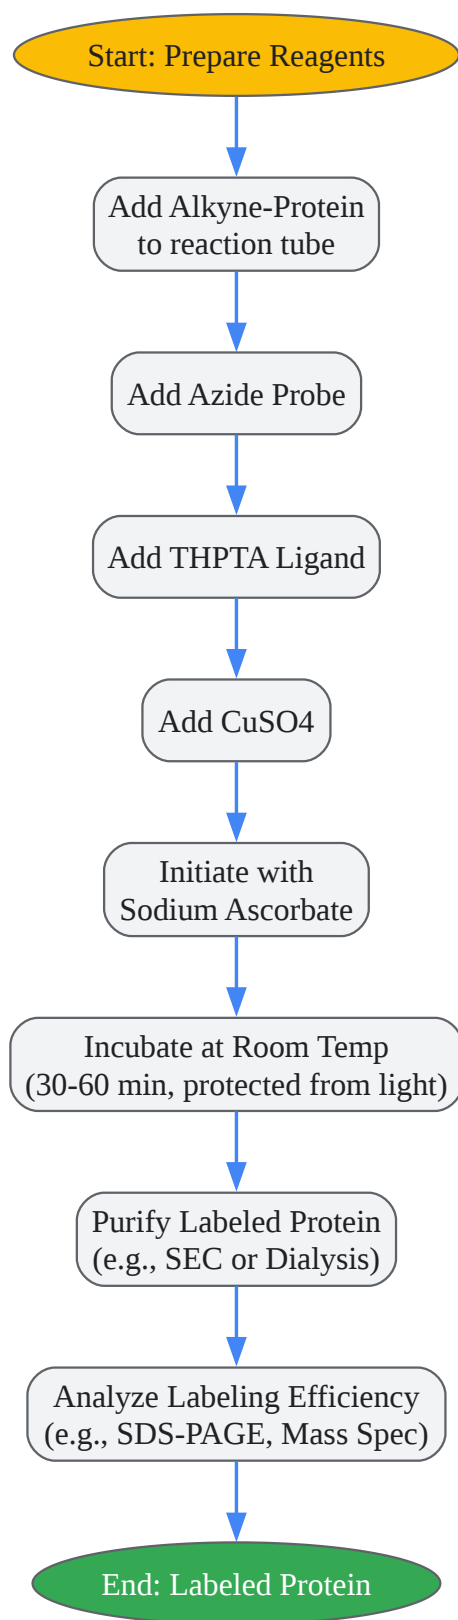 Start: Prepare Reagents
Add Alkyne-Protein
to reaction tube
Add Azide Probe
Add THPTA Ligand
Add CuSO4
Initiate with
Sodium Ascorbate
Incubate at Room Temp
(30-60 min, protected from light)
Purify Labeled Protein
(e.g., SEC or Dialysis)
Analyze Labeling Efficiency
(e.g., SDS-PAGE, Mass Spec)
End: Labeled Protein